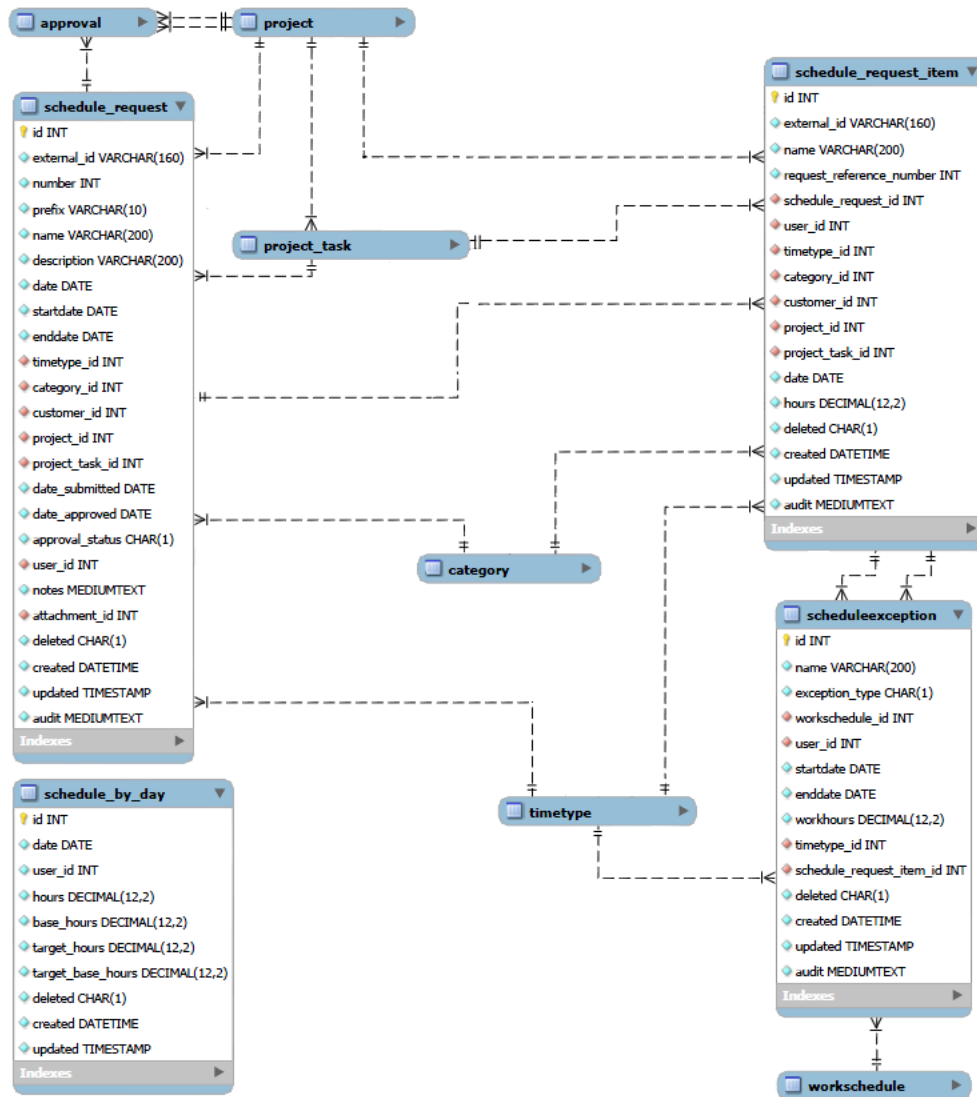 approval
project
schedule_request
id INT
external_id VARCHAR(160)
number INT
prefix VARCHAR(10)
name VARCHAR(200)
description VARCHAR(200)
date DATE
startdate DATE
enddate DATE
timetype_id INT
category_id INT
customer_id INT
project_id INT
project_task_id INT
date_submitted DATE
date_approved DATE
approval_status CHAR(1)
user_id INT
notes MEDIUMTEXT
attachment_id INT
deleted CHAR(1)
created DATETIME
updated TIMESTAMP
audit MEDIUMTEXT
Indexes
project_task
category
timetype
schedule_request_item
id INT
external_id VARCHAR(160)
name VARCHAR(200)
request_reference_number INT
schedule_request_id INT
user_id INT
timetype_id INT
category_id INT
customer_id INT
project_id INT
project_task_id INT
date DATE
hours DECIMAL(12,2)
deleted CHAR(1)
created DATETIME
updated TIMESTAMP
audit MEDIUMTEXT
Indexes
schedule_by_day
id INT
date DATE
user_id INT
hours DECIMAL(12,2)
base_hours DECIMAL(12,2)
target_hours DECIMAL(12,2)
target_base_hours DECIMAL(12,2)
deleted CHAR(1)
created DATETIME
updated TIMESTAMP
Indexes
scheduleexception
id INT
name VARCHAR(200)
exception_type CHAR(1)
workschedule_id INT
user_id INT
startdate DATE
enddate DATE
workhours DECIMAL(12,2)
timetype_id INT
schedule_request_item_id INT
deleted CHAR(1)
created DATETIME
updated TIMESTAMP
audit MEDIUMTEXT
Indexes
workschedule